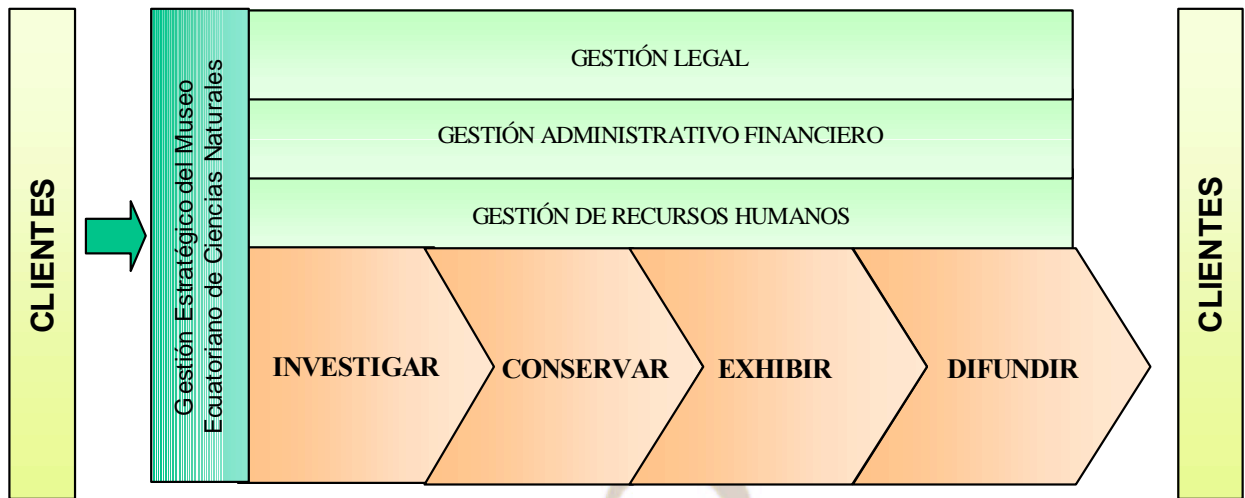 CLIENTES
Gestión Estratégico del Museo
Ecuatoriano de Ciencias Naturales
GESTIÓN LEGAL
GESTIÓN ADMINISTRATIVO FINANCIERO
GESTIÓN DE RECURSOS HUMANOS
INVESTIGAR
CONSERVAR
EXHIBIR
DIFUNDIR
CLIENTES